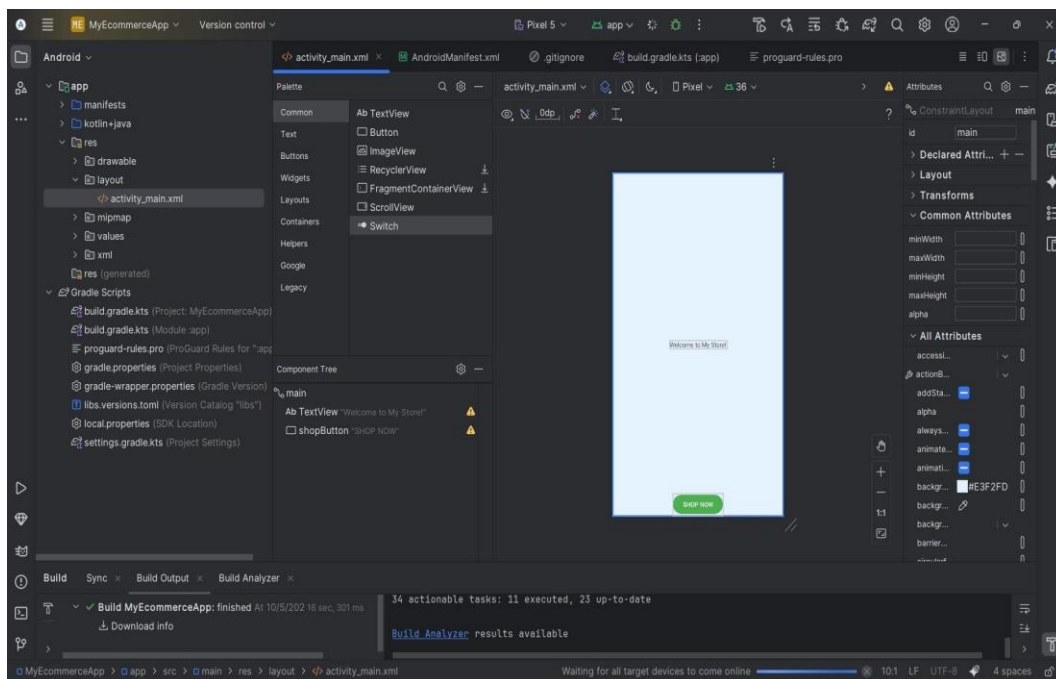 ME MyEcommerceApp Version control Pixel 5 app
Android
activity_main.xml AndroidManifest.xml .gitignore build.gradle.kts (:app) proguard-rules.pro
app
manifests
kotlin+java
res
drawable
layout
activity_main.xml
mipmap
values
xml
res (generated)
Gradle Scripts
build.gradle.kts (Project: MyEcommerceApp)
build.gradle.kts (Module :app)
proguard-rules.pro (ProGuard Rules for ":app
gradle.properties (Project Properties)
gradle-wrapper.properties (Gradle Version)
libs.versions.toml (Version Catalog "libs")
local.properties (SDK Location)
settings.gradle.kts (Project Settings)
Palette
Common
Text
Buttons
Widgets
Layouts
Containers
Helpers
Google
Legacy
Ab TextView
Button
ImageView
RecyclerView
FragmentContainerView
ScrollView
Switch
Component Tree
main
Ab TextView "Welcome to My Store!"
shopButton "SHOP NOW"
activity_main.xml Pixel 36
0dp
?
Welcome to My Store!
SHOP NOW
1:1
Attributes
ConstraintLayout main
id main
Declared Attri...
Layout
Transforms
Common Attributes
minWidth
maxWidth
minHeight
maxHeight
alpha
All Attributes
accessi...
actionB...
addSta...
alpha
always...
animate...
animati...
backgr... #E3F2FD
backgr...
backgr...
barrier...
Build Sync Build Output Build Analyzer
Build MyEcommerceApp: finished At 10/5/202 16 sec, 301 ms
Download info
34 actionable tasks: 11 executed, 23 up-to-date
Build Analyzer results available
MyEcommerceApp > app > src > main > res > layout > activity_main.xml Waiting for all target devices to come online 10:1 LF UTF-8 4 spaces